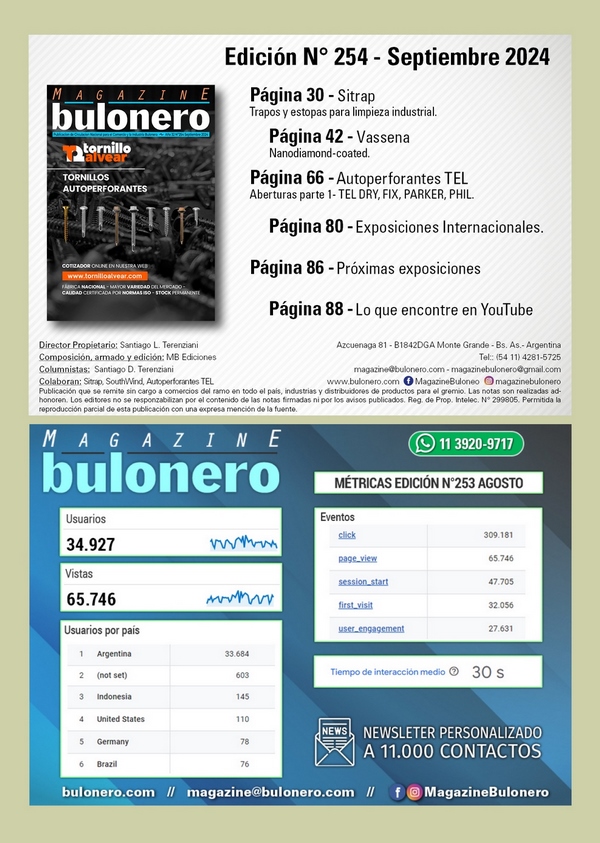 Edición N° 254 - Septiembre 2024
MAGAZINE
bulonero
tornillo
alvear
TORNILLOS
AUTOPERFORANTES
COTIZADOR ONLINE EN NUESTRA WEB
www.tornilloalvear.com
FÁBRICA NACIONAL - MAYOR VARIEDAD DEL MERCADO -
CALIDAD CERTIFICADA POR NORMAS ISO - STOCK PERMANENTE
Página 30 - Sitrap
Trapos y estopas para limpieza industrial.
Página 42 - Vassena
Nanodiamond-coated.
Página 66 - Autoperforantes TEL
Aberturas parte 1- TEL DRY, FIX, PARKER, PHIL.
Página 80 - Exposiciones Internacionales.
Página 86 - Próximas exposiciones
Página 88 - Lo que encontre en YouTube
Director Propietario: Santiago L. Terenziani
Composición, armado y edición: MB Ediciones
Columnistas: Santiago D. Terenziani
Colaboran: Sitrap, SouthWind, Autoperforantes TEL
Azcuenaga 81 - B1842DGA Monte Grande - Bs. As.- Argentina
Tel.: (54 11) 4281-5725
magazine@bulonero.com - magazinebulonero@gmail.com
www.bulonero.com MagazineBuloneo magazinebulonero
Publicación que se remite sin cargo a comercios del ramo en todo el país, industrias y distribuidores de productos para el gremio. Las notas son realizadas ad-
honoren. Los editores no se responzabilizan por el contenido de las notas firmadas ni por los avisos publicados. Reg. de Prop. Intelec. N° 299805. Permitida la
reproducción parcial de esta publicación con una expresa mención de la fuente.
MAGAZINE
bulonero
11 3920-9717
MÉTRICAS EDICIÓN N°253 AGOSTO
Usuarios
34.927
Vistas
65.746
Usuarios por país
1 Argentina 33.684
2 (not set) 603
3 Indonesia 145
4 United States 110
5 Germany 78
6 Brazil 76
Eventos
click 309.181
page_view 65.746
session_start 47.705
first_visit 32.056
user_engagement 27.631
Tiempo de interacción medio ? 30 s
NEWS
NEWSLETER PERSONALIZADO
A 11.000 CONTACTOS
bulonero.com // magazine@bulonero.com // MagazineBulonero